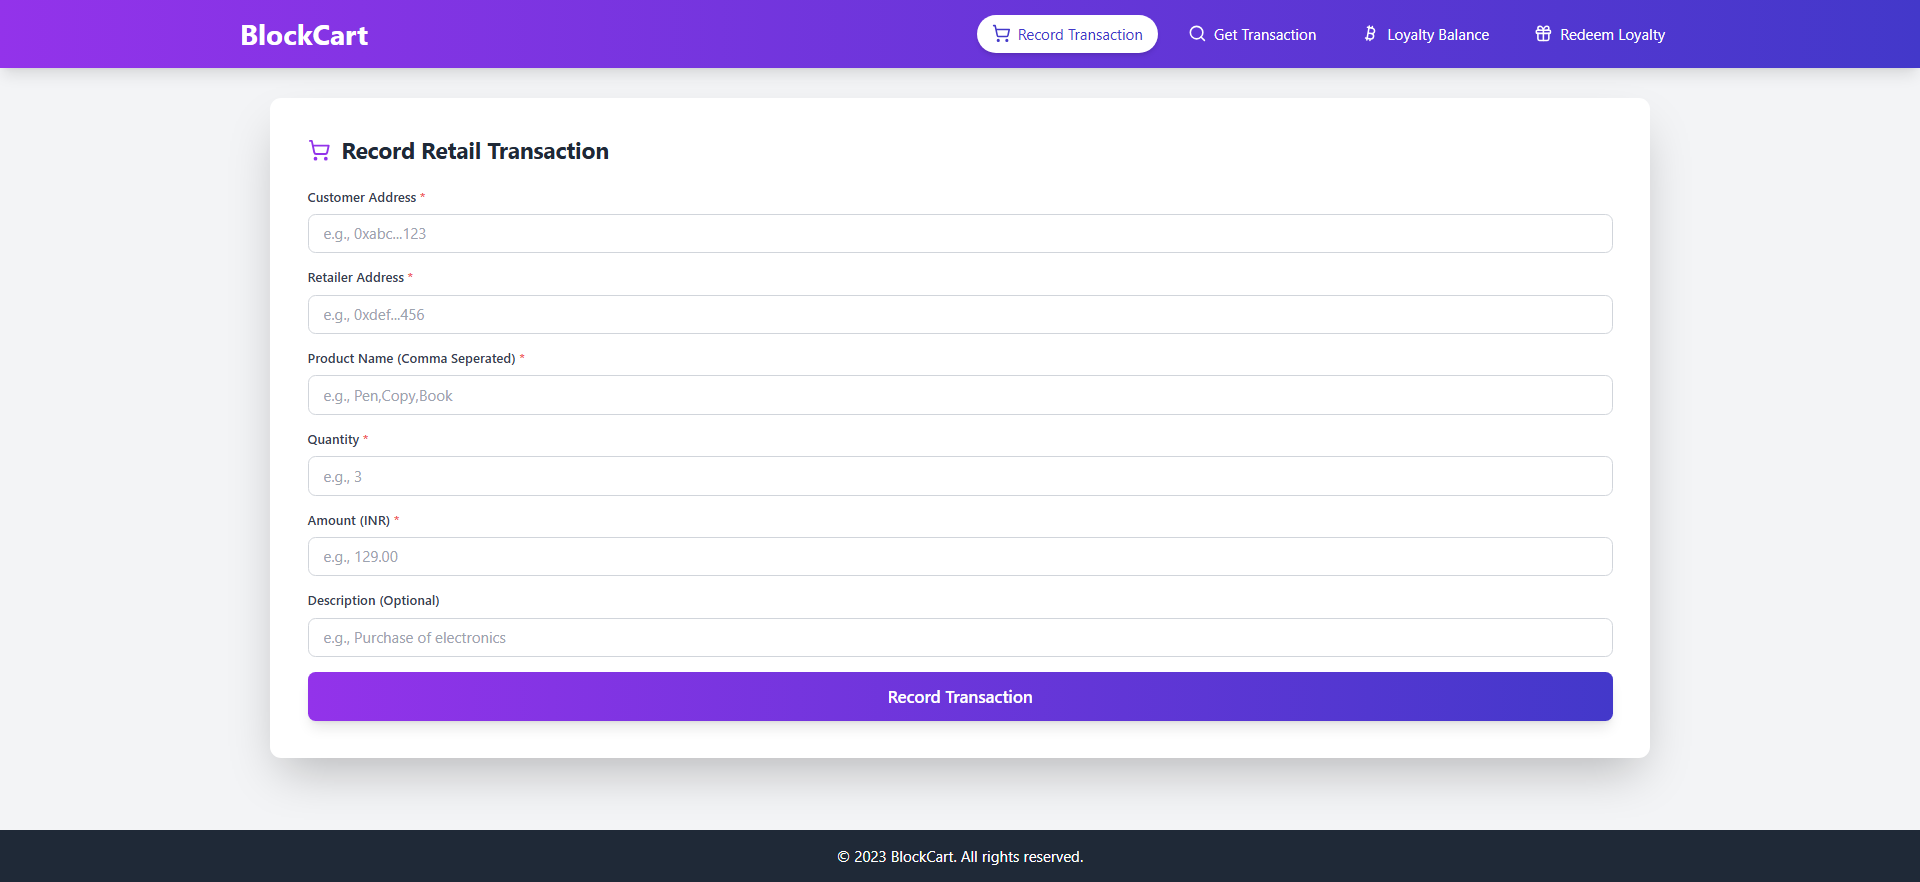 BlockCart
Record Transaction
Get Transaction
Loyalty Balance
Redeem Loyalty
Record Retail Transaction
Customer Address *
e.g., 0xabc...123
Retailer Address *
e.g., 0xdef...456
Product Name (Comma Seperated) *
e.g., Pen,Copy,Book
Quantity *
e.g., 3
Amount (INR) *
e.g., 129.00
Description (Optional)
e.g., Purchase of electronics
Record Transaction
© 2023 BlockCart. All rights reserved.